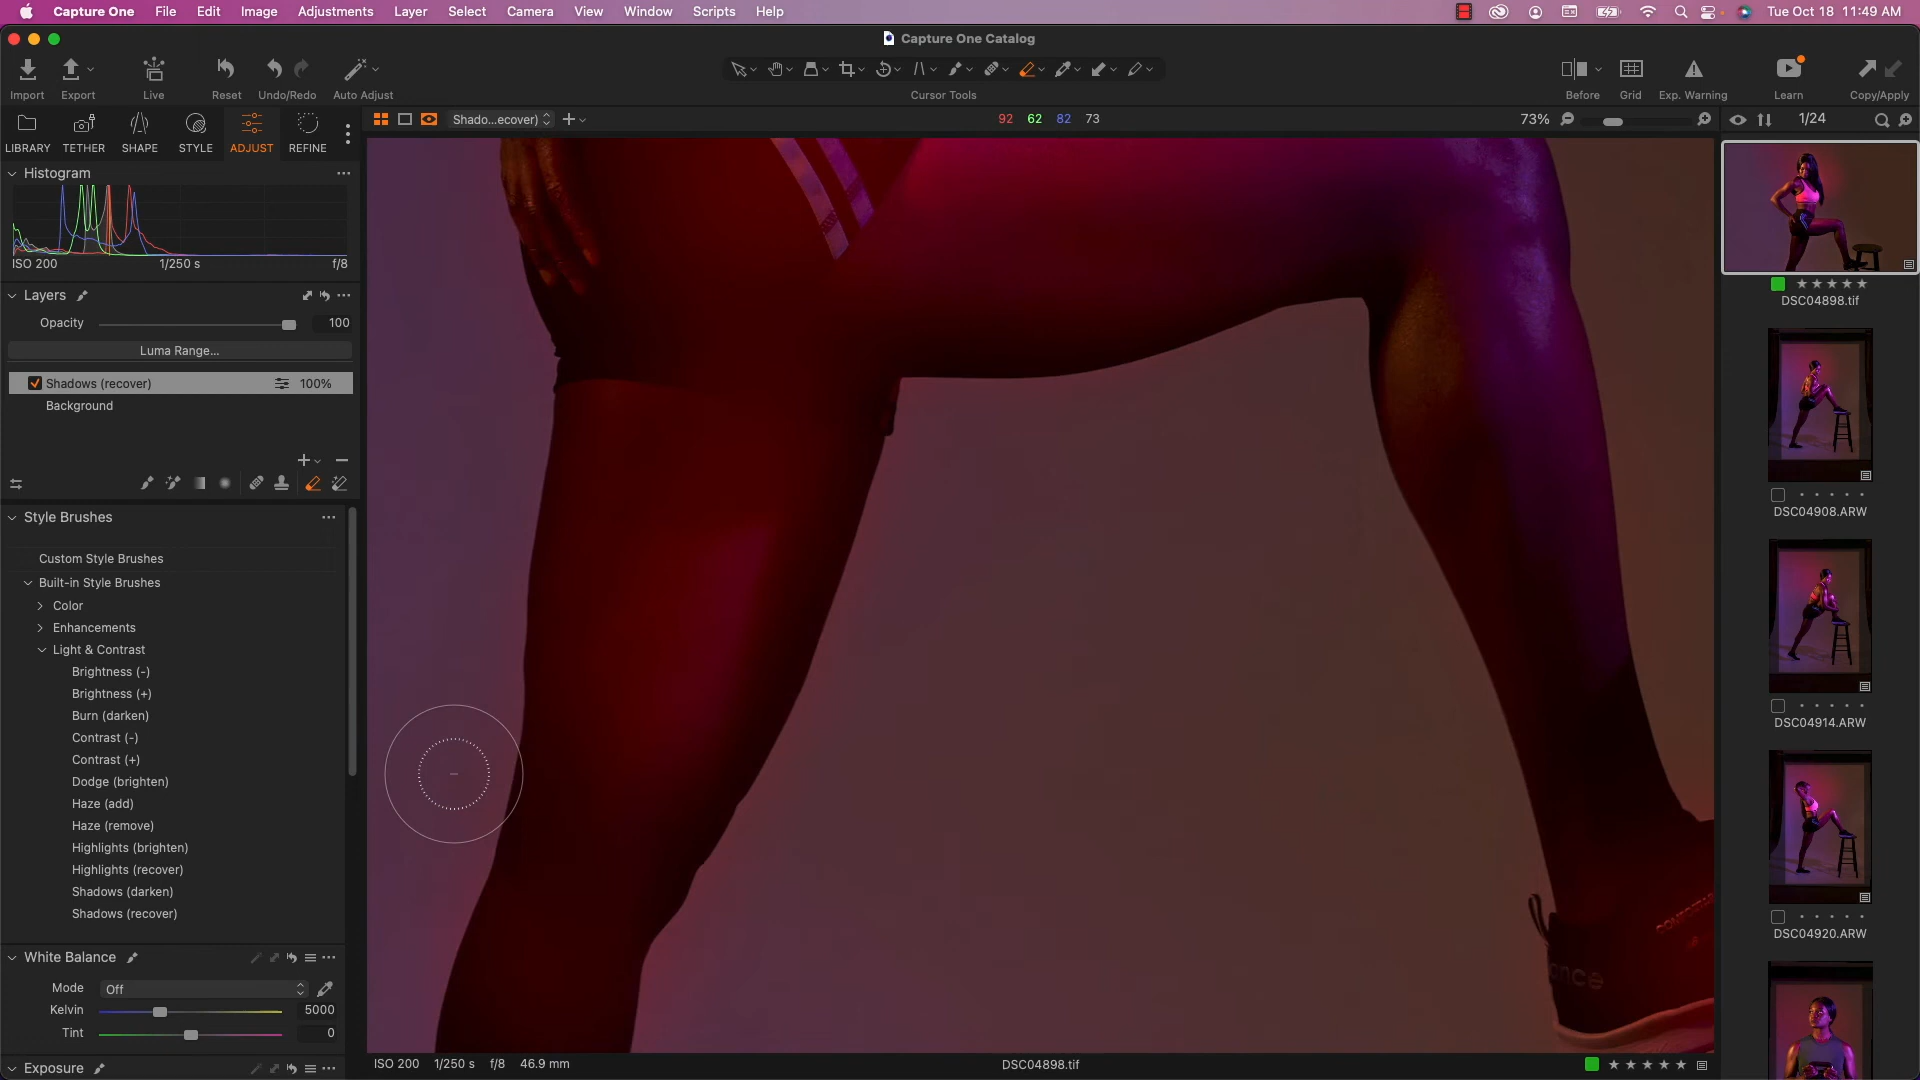 Capture One File Edit Image Adjustments Layer Select Camera View Window Scripts Help Tue Oct 18 11:49 AM
Capture One Catalog
Import Export Live Reset Undo/Redo Auto Adjust Cursor Tools Before Grid Exp. Warning Learn Copy/Apply
LIBRARY TETHER SHAPE STYLE ADJUST REFINE
Shado...ecover) 92 62 82 73 73% 1/24
Histogram
ISO 200 1/250 s f/8
Layers
Opacity 100
Luma Range...
Shadows (recover) 100%
Background
Style Brushes
Custom Style Brushes
Built-in Style Brushes
Color
Enhancements
Light & Contrast
Brightness (-)
Brightness (+)
Burn (darken)
Contrast (-)
Contrast (+)
Dodge (brighten)
Haze (add)
Haze (remove)
Highlights (brighten)
Highlights (recover)
Shadows (darken)
Shadows (recover)
White Balance
Mode Off
Kelvin 5000
Tint 0
Exposure
ISO 200 1/250 s f/8 46.9 mm DSC04898.tif
DSC04898.tif
DSC04908.ARW
DSC04914.ARW
DSC04920.ARW